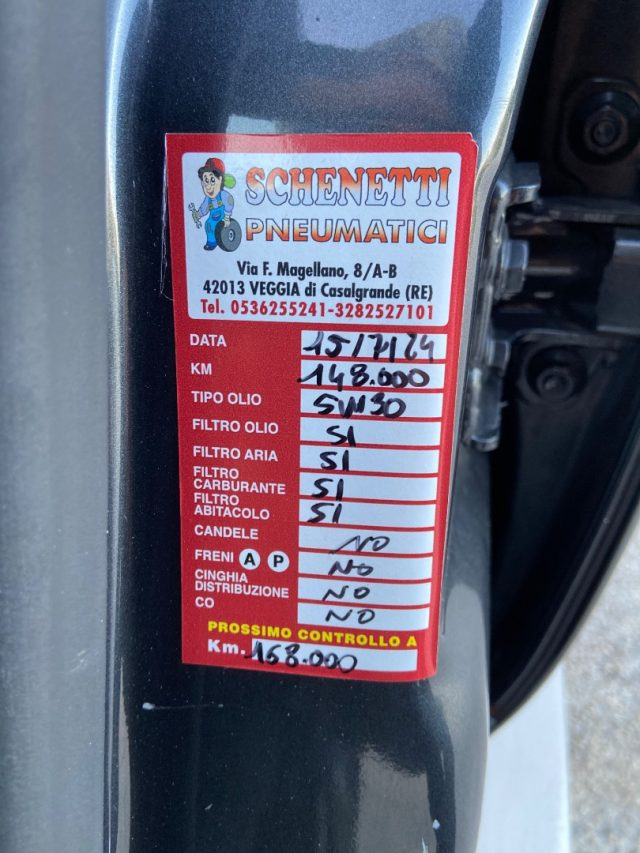 SCHENETTI
PNEUMATICI
Via F. Magellano, 8/A-B
42013 VEGGIA di Casalgrande (RE)
Tel. 0536255241-3282527101
DATA 15/7/24
KM 148.000
TIPO OLIO 5W30
FILTRO OLIO SI
FILTRO ARIA SI
FILTRO
CARBURANTE SI
FILTRO
ABITACOLO SI
CANDELE NO
FRENI A P NO
CINGHIA
DISTRIBUZIONE NO
CO NO
PROSSIMO CONTROLLO A
Km. 168.000